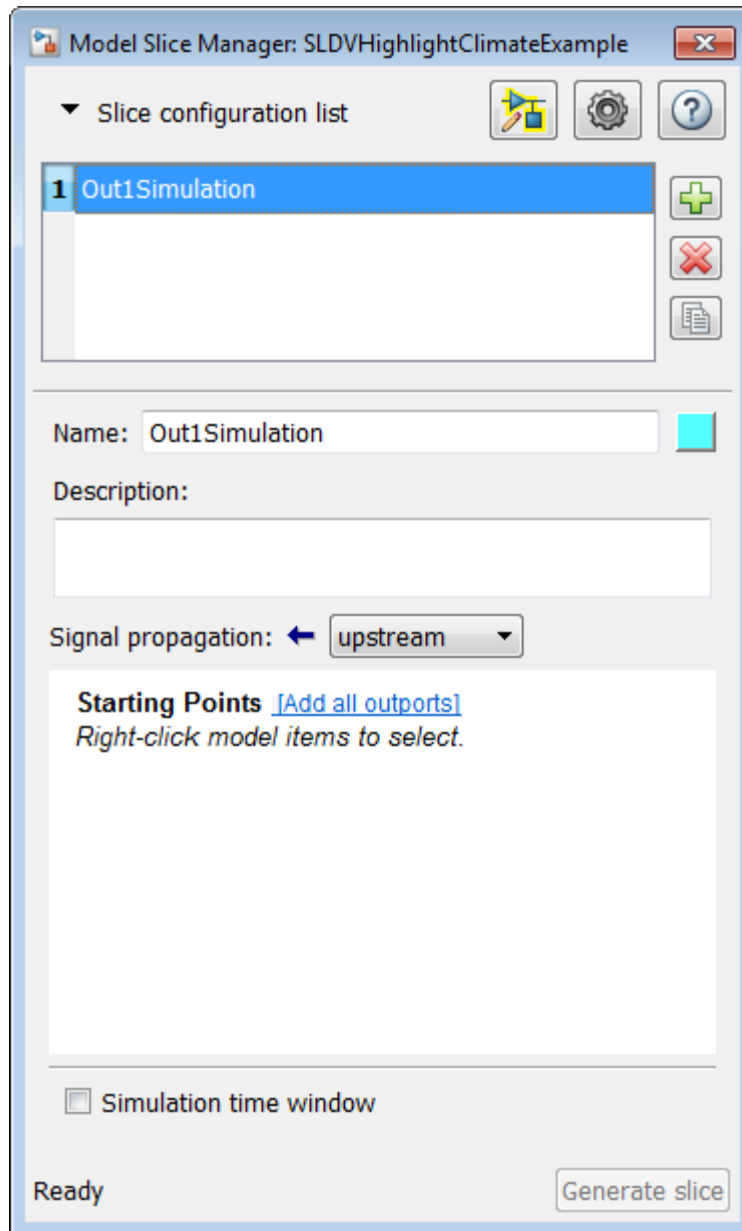 Model Slice Manager: SLDVHighlightClimateExample
Slice configuration list
?
1 Out1Simulation
Name: Out1Simulation
Description:
Signal propagation: upstream
Starting Points [Add all outports]
Right-click model items to select.
Simulation time window
Ready Generate slice